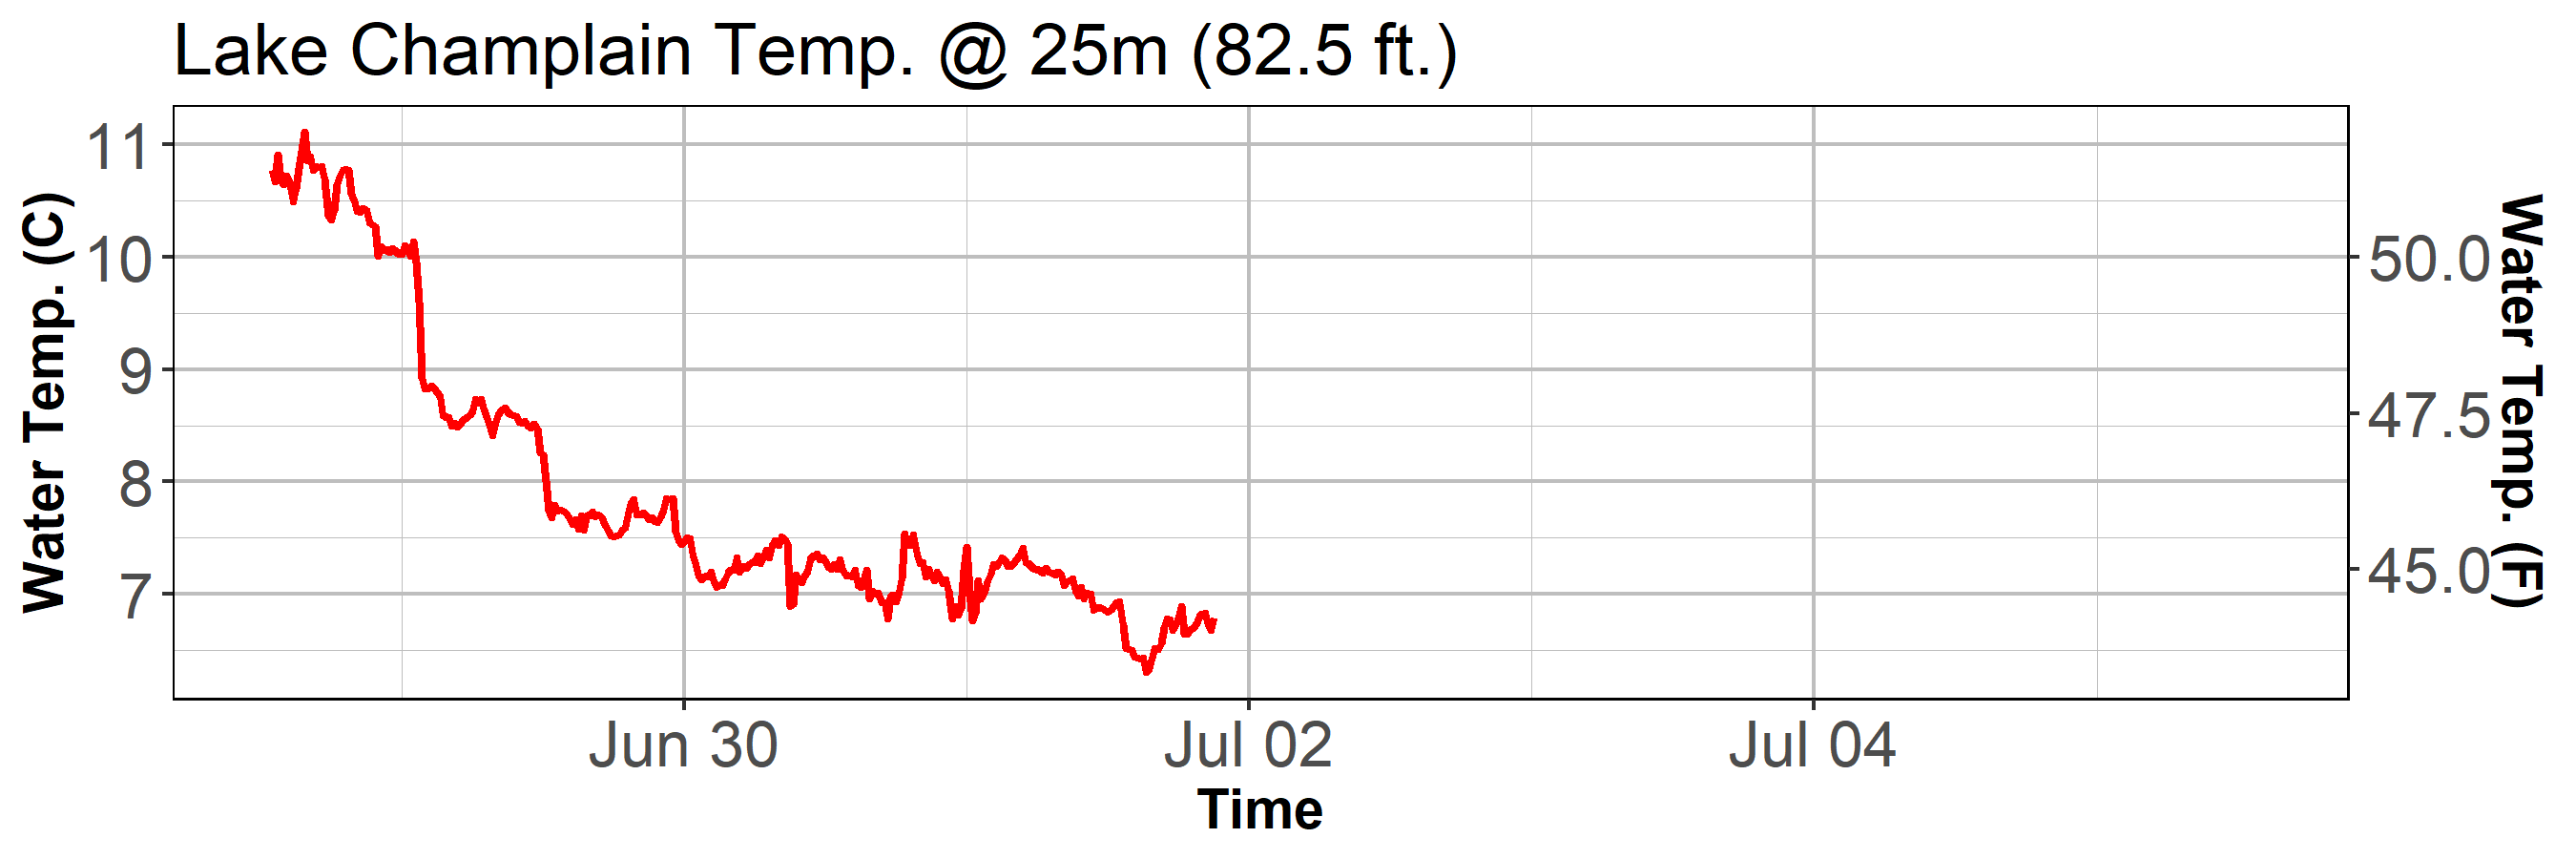 Lake Champlain Temp. @ 25m (82.5 ft.)
Water Temp. (C)
11
10
9
8
7
50.0
47.5
45.0
Water Temp. (F)
Jun 30
Jul 02
Jul 04
Time